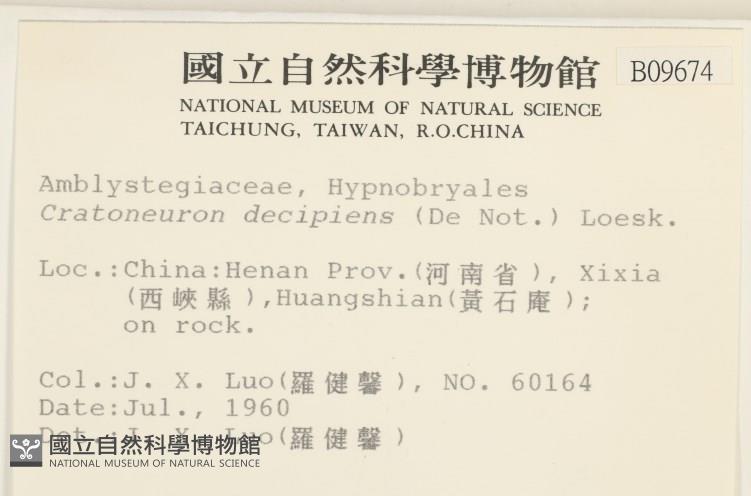 國立自然科學博物館 B09674
NATIONAL MUSEUM OF NATURAL SCIENCE
TAICHUNG, TAIWAN, R.O.CHINA
Amblystegiaceae, Hypnobryales
Cratoneuron decipiens (De Not.) Loesk.
Loc.:China:Henan Prov.(河南省), Xixia
(西峽縣),Huangshian(黃石庵);
on rock.
Col.:J. X. Luo(羅健馨), NO. 60164
Date:Jul., 1960
Det.:J. X. Luo(羅健馨)
國立自然科學博物館
NATIONAL MUSEUM OF NATURAL SCIENCE